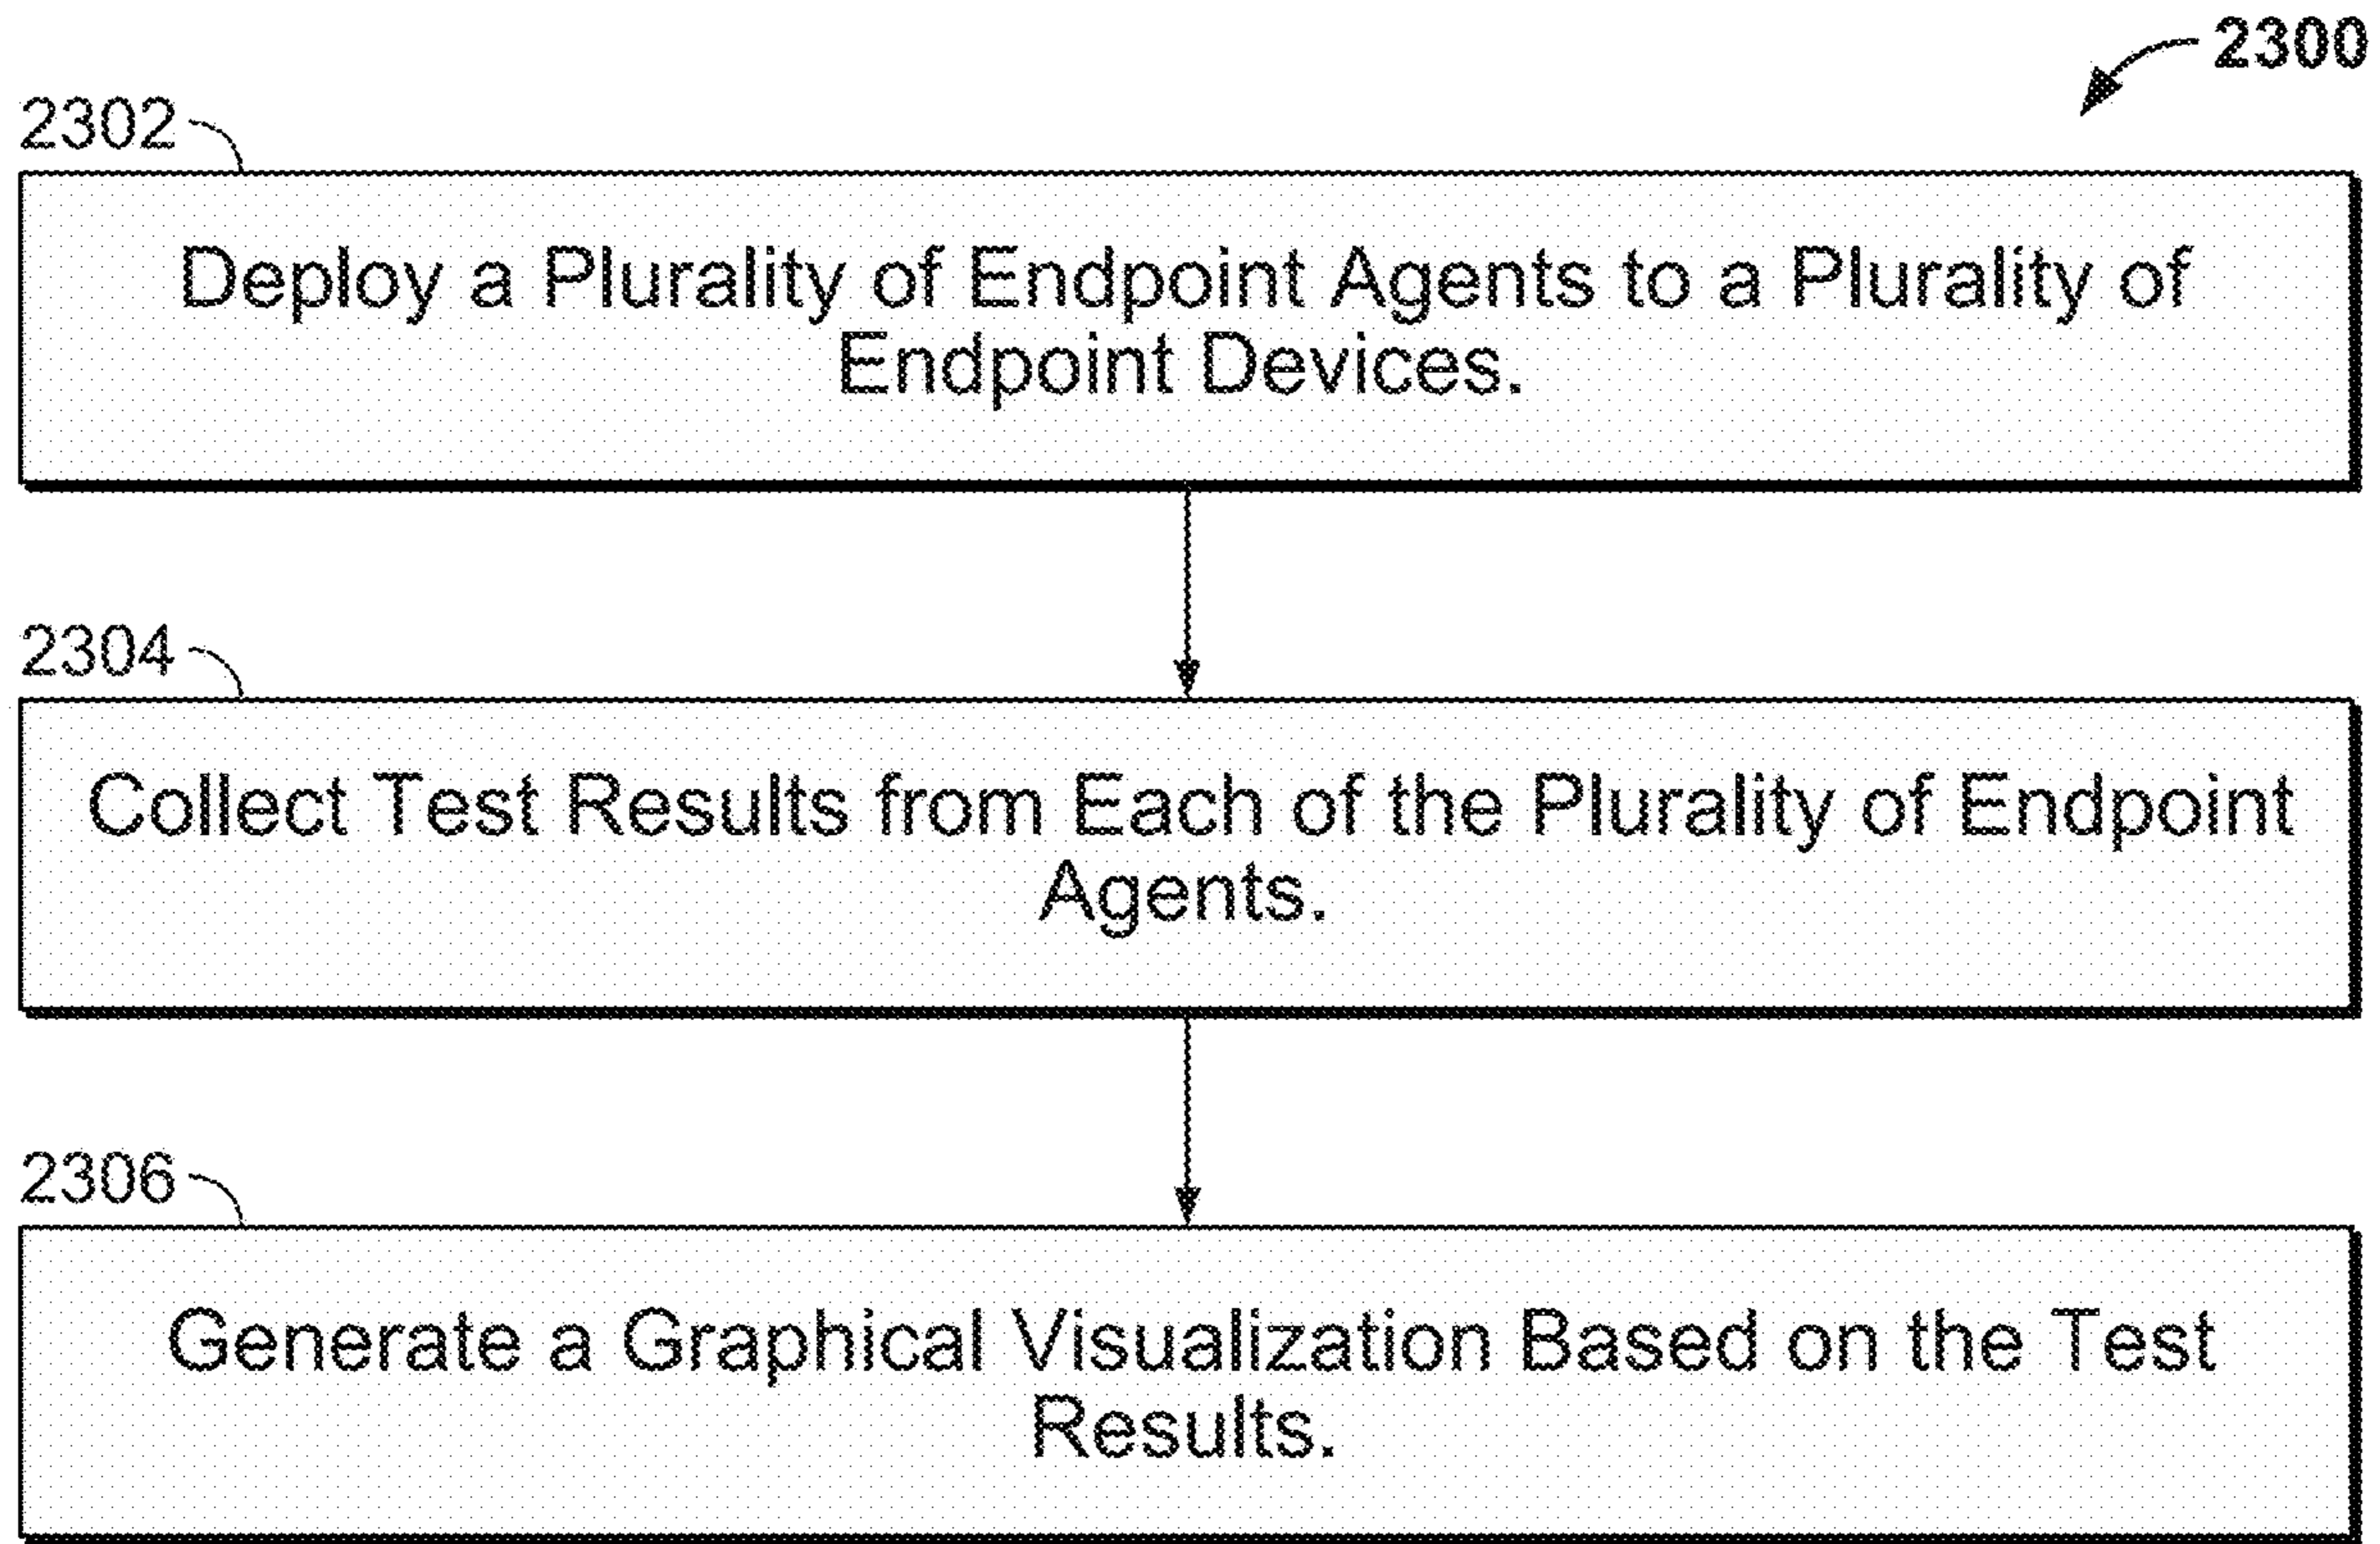 2300
2302
Deploy a Plurality of Endpoint Agents to a Plurality of
Endpoint Devices.
2304
Collect Test Results from Each of the Plurality of Endpoint
Agents.
2306
Generate a Graphical Visualization Based on the Test
Results.